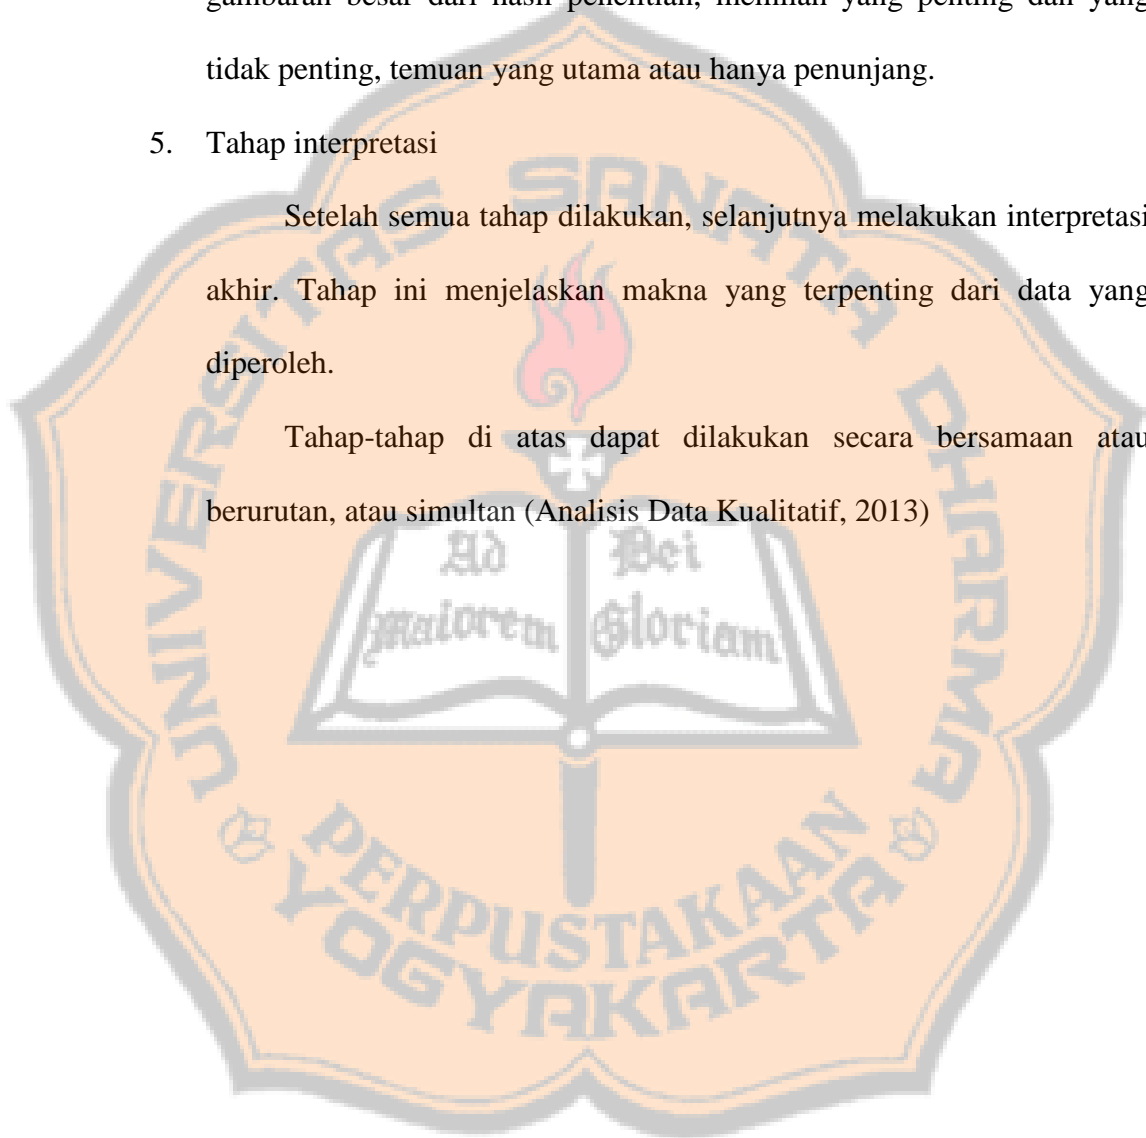 gambaran besar dari hasil penelitian, memilah yang penting dan yang
tidak penting, temuan yang utama atau hanya penunjang.
5. Tahap interpretasi
Setelah semua tahap dilakukan, selanjutnya melakukan interpretasi
akhir. Tahap ini menjelaskan makna yang terpenting dari data yang
diperoleh.
Tahap-tahap di atas dapat dilakukan secara bersamaan atau
berurutan, atau simultan (Analisis Data Kualitatif, 2013)
UNIVERSITAS SANATA DHARMA
Ad Dei
Maiorem Gloriam
PERPUSTAKAAN
YOGYAKARTA